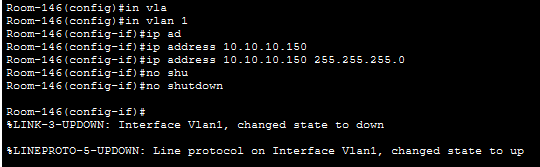 Room-146(config)#in vla
Room-146(config)#in vlan 1
Room-146(config-if)#ip ad
Room-146(config-if)#ip address 10.10.10.150
Room-146(config-if)#ip address 10.10.10.150 255.255.255.0
Room-146(config-if)#no shu
Room-146(config-if)#no shutdown
Room-146(config-if)#
%LINK-3-UPDOWN: Interface Vlan1, changed state to down
%LINEPROTO-5-UPDOWN: Line protocol on Interface Vlan1, changed state to up